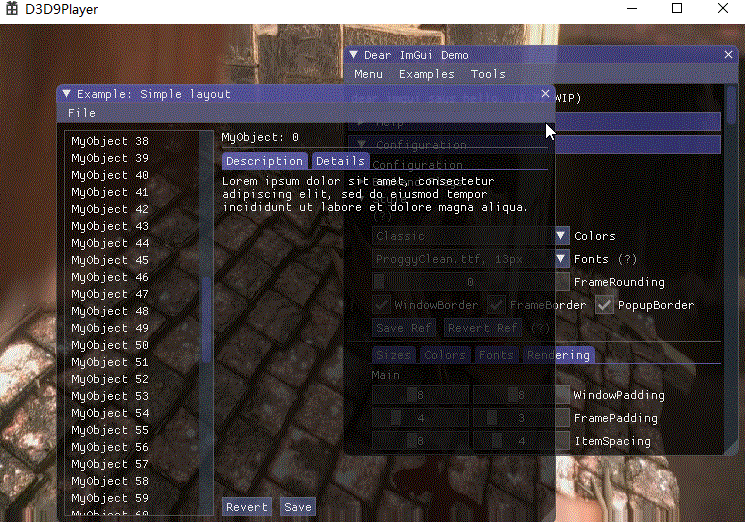 D3D9Player
Dear ImGui Demo
Menu Examples Tools
WIP)
Help
Configuration
Configuration
Example: Simple layout
File
MyObject 38
MyObject 39
MyObject 40
MyObject 41
MyObject 42
MyObject 43
MyObject 44
MyObject 45
MyObject 46
MyObject 47
MyObject 48
MyObject 49
MyObject 50
MyObject 51
MyObject 52
MyObject 53
MyObject 54
MyObject 55
MyObject 56
MyObject 57
MyObject 58
MyObject 59
MyObject 60
MyObject: 0
Description Details
Lorem ipsum dolor sit amet, consectetur
adipiscing elit, sed do eiusmod tempor
incididunt ut labore et dolore magna aliqua.
Revert Save
Classic Colors
ProggyClean.ttf, 13px Fonts (?)
0 FrameRounding
WindowBorder FrameBorder PopupBorder
Save Ref Revert Ref (?)
Sizes Colors Fonts Rendering
Main
8 8 WindowPadding
4 3 FramePadding
8 4 ItemSpacing